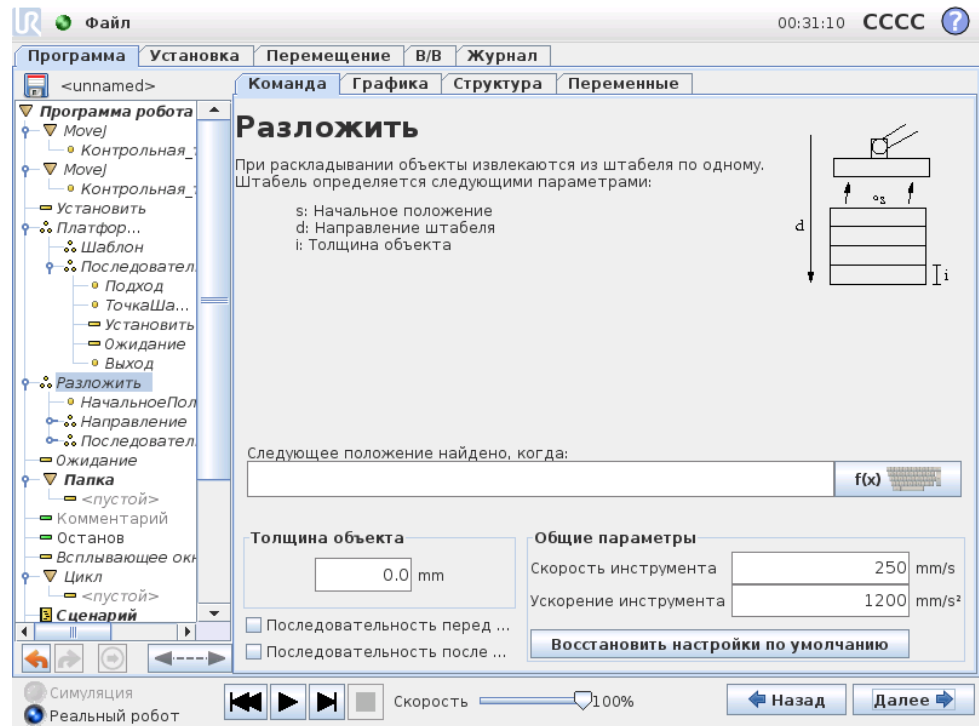 UR Файл 00:31:10 CCCC ?
Программа Установка Перемещение В/В Журнал
<unnamed>
Команда Графика Структура Переменные
Программа робота
MoveJ
Контрольная_т
MoveJ
Контрольная_т
Установить
Платфор...
Шаблон
Последовател
Подход
ТочкаШа...
Установить
Ожидание
Выход
Разложить
НачальноеПол
Направление
Последовател
Ожидание
Папка
<пустой>
Комментарий
Останов
Всплывающее окн
Цикл
<пустой>
Сценарий
Разложить
При раскладывании объекты извлекаются из штабеля по одному.
Штабель определяется следующими параметрами:
s: Начальное положение
d: Направление штабеля
i: Толщина объекта
s
d
i
Следующее положение найдено, когда:
f(x)
Толщина объекта
0.0 mm
Последовательность перед ...
Последовательность после ...
Общие параметры
Скорость инструмента 250 mm/s
Ускорение инструмента 1200 mm/s²
Восстановить настройки по умолчанию
Симуляция
Реальный робот
Скорость 100%
Назад
Далее